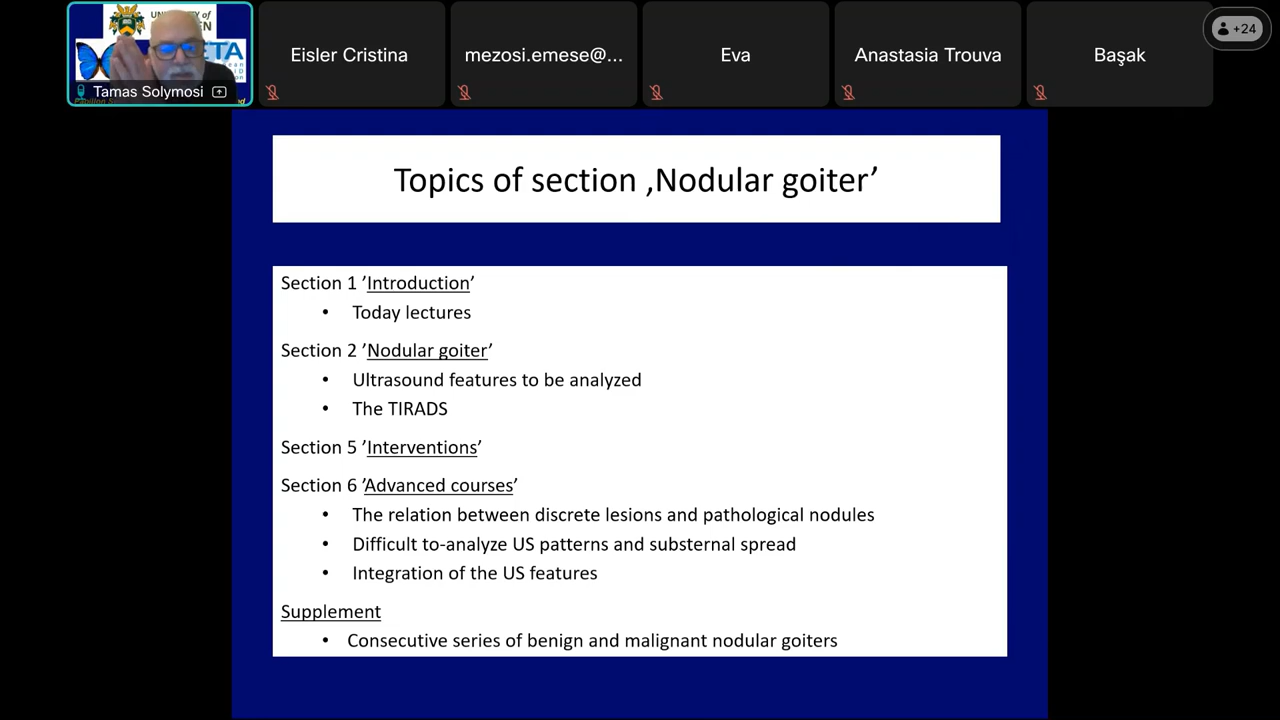 UNIVERSITY of
ETA
Tamas Solymosi
Eisler Cristina
mezosi.emese@...
Eva
Anastasia Trouva
Başak
+24
Topics of section ‚Nodular goiter’
Section 1 ’Introduction’
• Today lectures
Section 2 ’Nodular goiter’
• Ultrasound features to be analyzed
• The TIRADS
Section 5 ’Interventions’
Section 6 ’Advanced courses’
• The relation between discrete lesions and pathological nodules
• Difficult to-analyze US patterns and substernal spread
• Integration of the US features
Supplement
• Consecutive series of benign and malignant nodular goiters